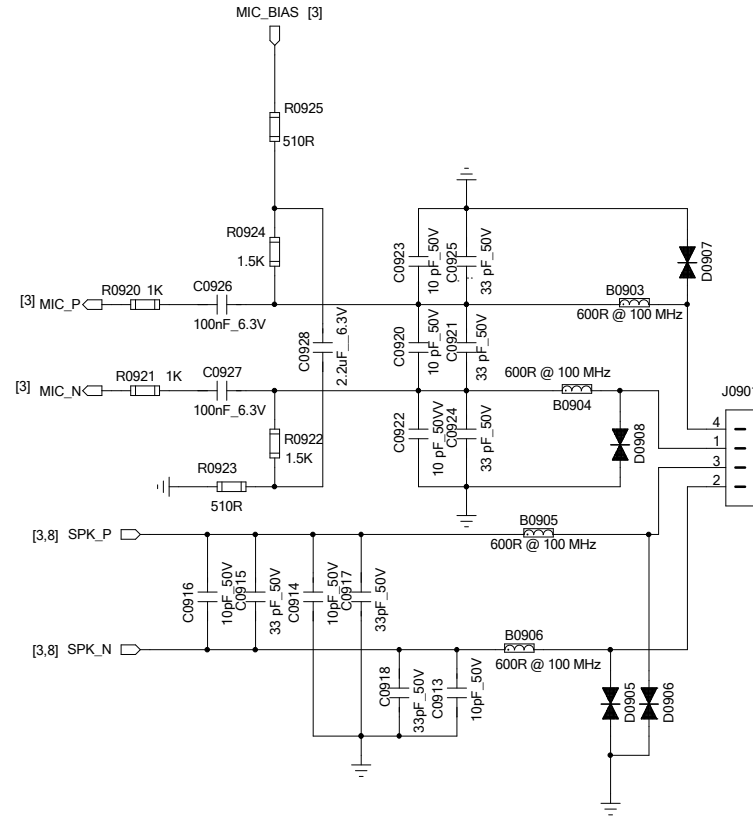 MIC_BIAS [3]
R0925
510R
R0924
1.5K
C0923
10 pF_50V
C0925
33 pF_50V
D0907
[3] MIC_P
R0920 1K
C0926
100nF_6.3V
B0903
600R @ 100 MHz
C0928
2.2uF__6.3V
C0920
10 pF_50V
C0921
33 pF_50V
[3] MIC_N
R0921 1K
C0927
100nF_6.3V
600R @ 100 MHz
B0904
J0901
4
1
3
2
R0922
1.5K
C0922
10 pF_50VV
C0924
33 pF_50V
D0908
R0923
510R
[3,8] SPK_P
B0905
600R @ 100 MHz
C0916
10pF_50V
C0915
33 pF_50V
C0914
10pF_50V
C0917
33pF_50V
[3,8] SPK_N
B0906
600R @ 100 MHz
C0918
33pF_50V
C0913
10pF_50V
D0905
D0906